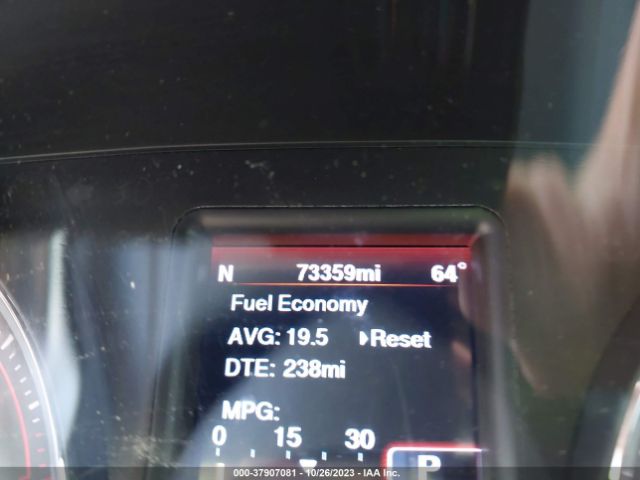 N 73359mi 64°
Fuel Economy
AVG: 19.5 Reset
DTE: 238mi
MPG:
0 15 30
P
000-37907081 - 10/26/2023 - IAA Inc.